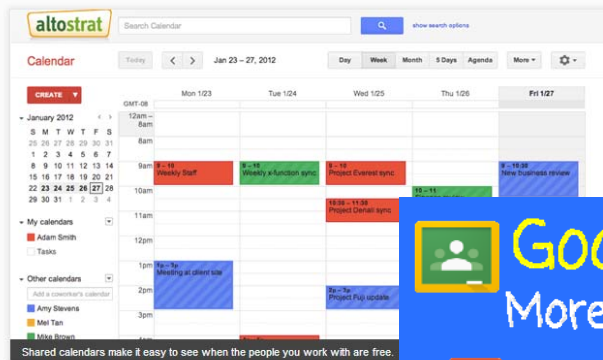 altostrat
Search Calendar
show search options
Calendar
Today
Jan 23 – 27, 2012
Day Week Month 5 Days Agenda
More
CREATE
Mon 1/23 Tue 1/24 Wed 1/25 Thu 1/26 Fri 1/27
GMT-08
January 2012
S M T W T F S
25 26 27 28 29 30 31
1 2 3 4 5 6 7
8 9 10 11 12 13 14
15 16 17 18 19 20 21
22 23 24 25 26 27 28
29 30 31 1 2 3 4
12am –
8am
8am
9am
10am
11am
12pm
1pm
2pm
3pm
4pm
9 – 10
Weekly Staff
9 – 10
Weekly x-function sync
9 – 10
Project Everest sync
9 – 10:30
New business review
10 – 11
10:30 – 11:30
Project Denali sync
1p – 3p
Meeting at client site
2p – 3p
Project Fuji update
My calendars
Adam Smith
Tasks
Other calendars
Add a coworker's calendar
Amy Stevens
Mel Tan
Mike Brown
Goo
More
Shared calendars make it easy to see when the people you work with are free.